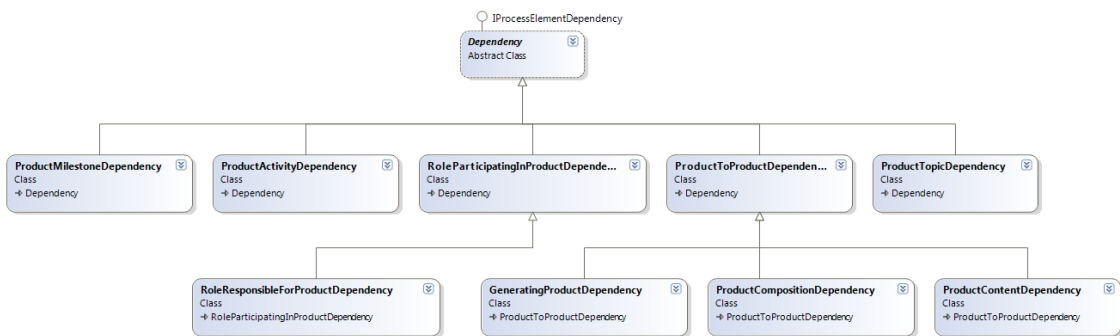 IProcessElementDependency
Dependency
Abstract Class
ProductMilestoneDependency
Class
Dependency
ProductActivityDependency
Class
Dependency
RoleParticipatingInProductDepende...
Class
Dependency
ProductToProductDependen...
Class
Dependency
ProductTopicDependency
Class
Dependency
RoleResponsibleForProductDependency
Class
RoleParticipatingInProductDependency
GeneratingProductDependency
Class
ProductToProductDependency
ProductCompositionDependency
Class
ProductToProductDependency
ProductContentDependency
Class
ProductToProductDependency